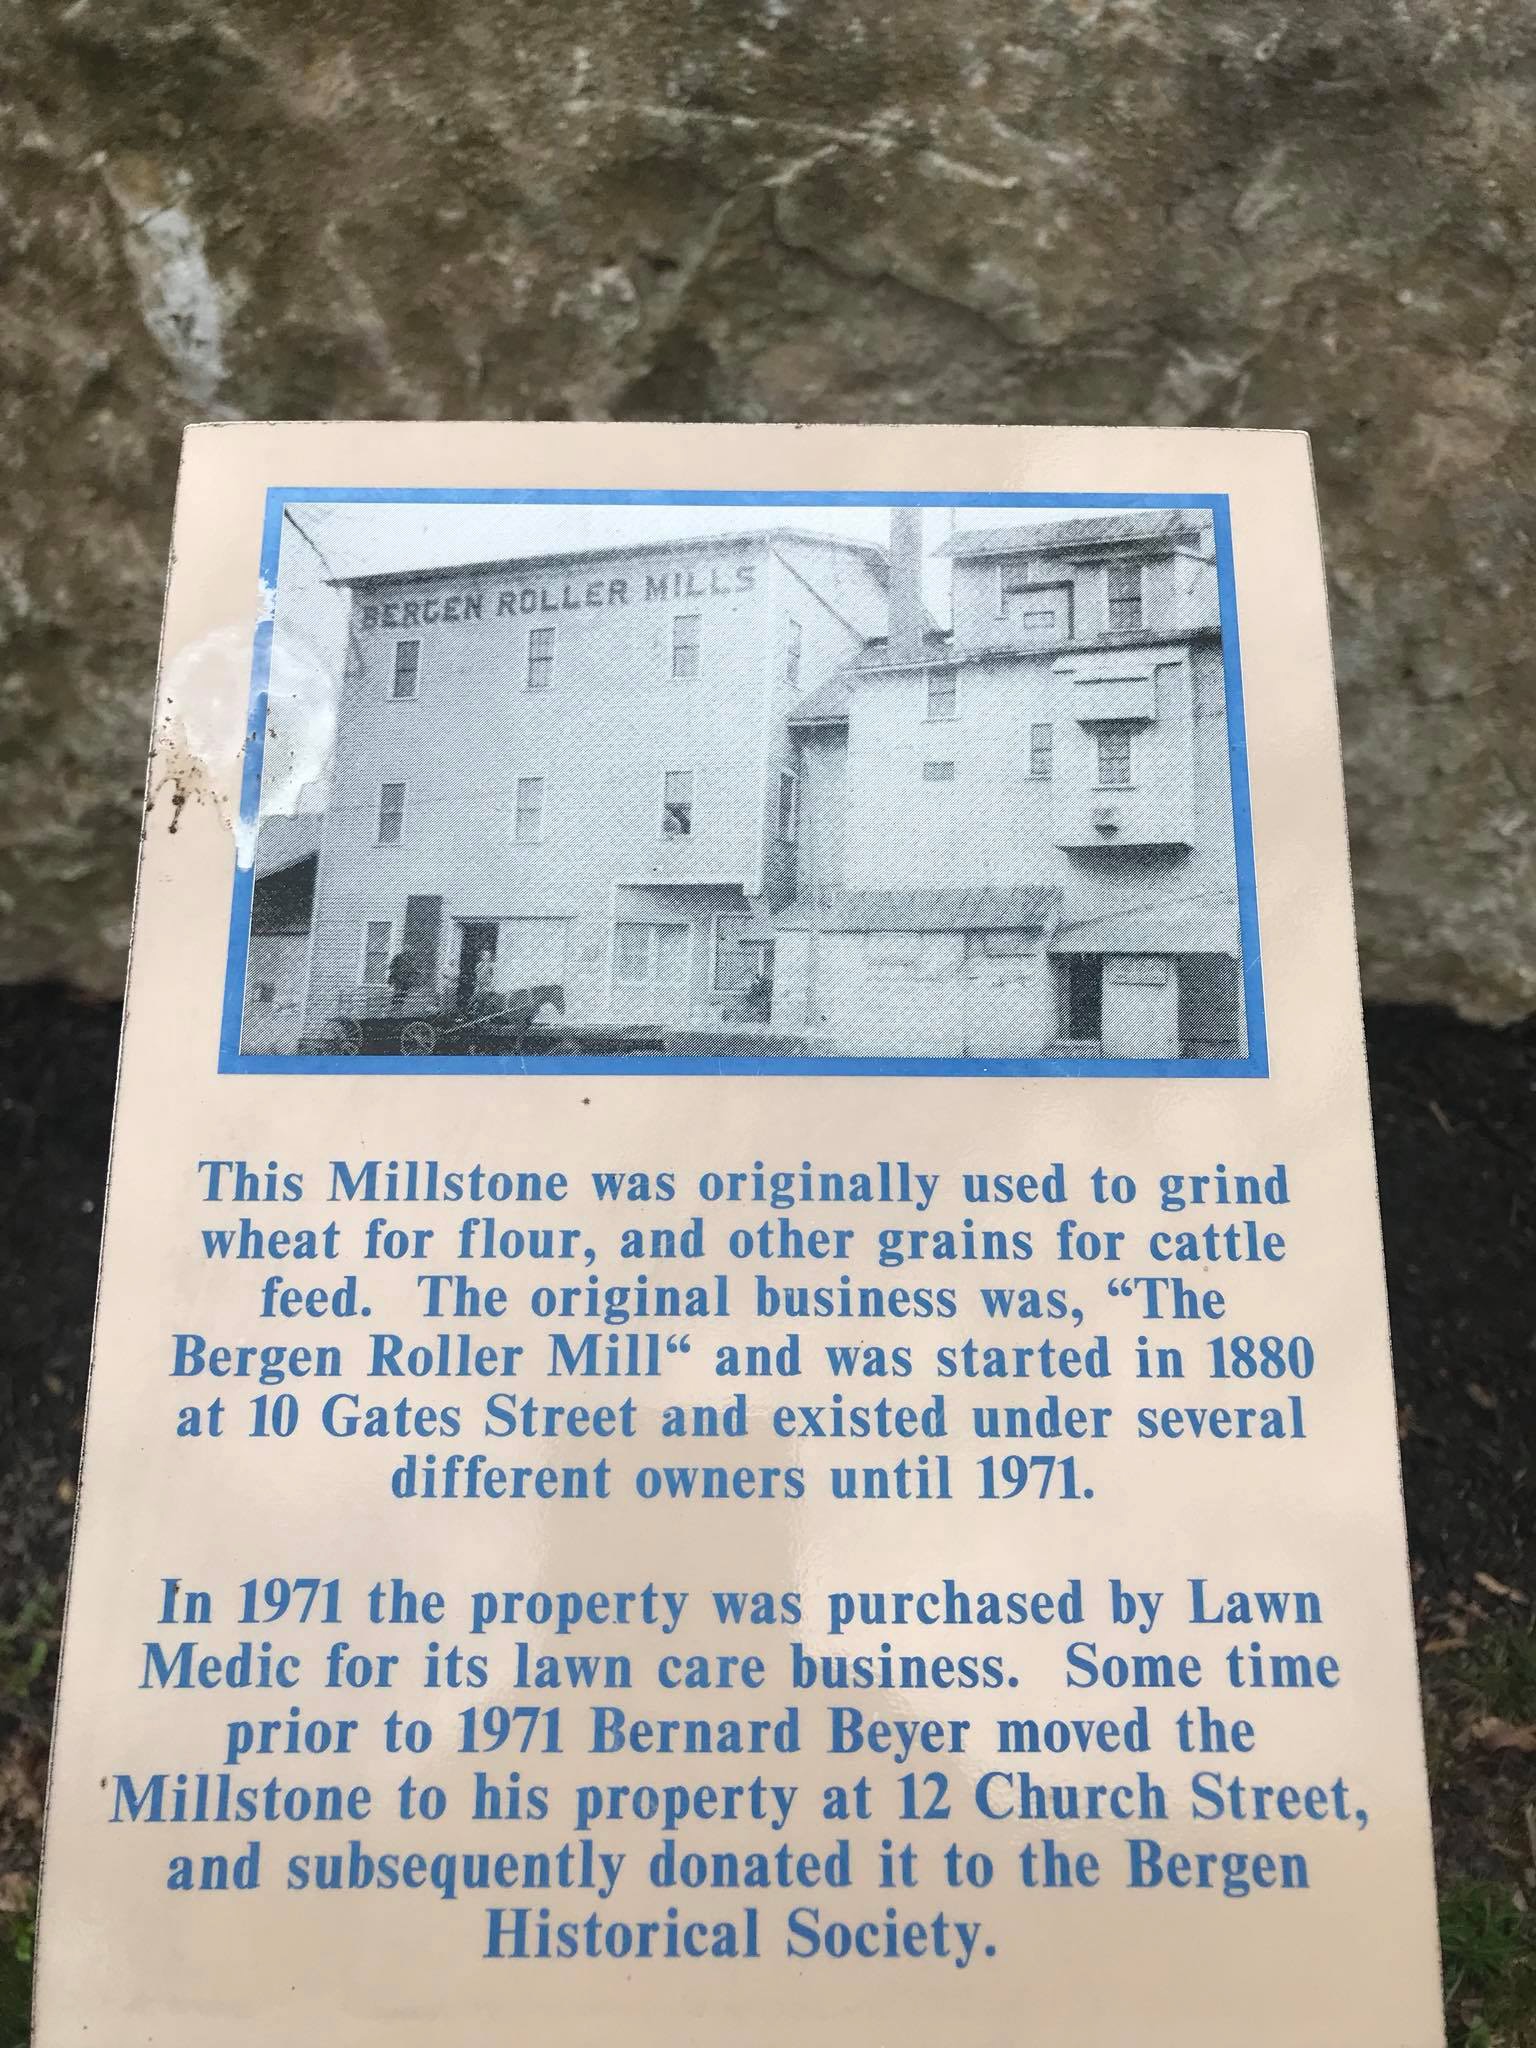 BERGEN ROLLER MILLS
This Millstone was originally used to grind
wheat for flour, and other grains for cattle
feed.  The original business was, “The
Bergen Roller Mill“ and was started in 1880
at 10 Gates Street and existed under several
different owners until 1971.
In 1971 the property was purchased by Lawn
Medic for its lawn care business.  Some time
prior to 1971 Bernard Beyer moved the
Millstone to his property at 12 Church Street,
and subsequently donated it to the Bergen
Historical Society.